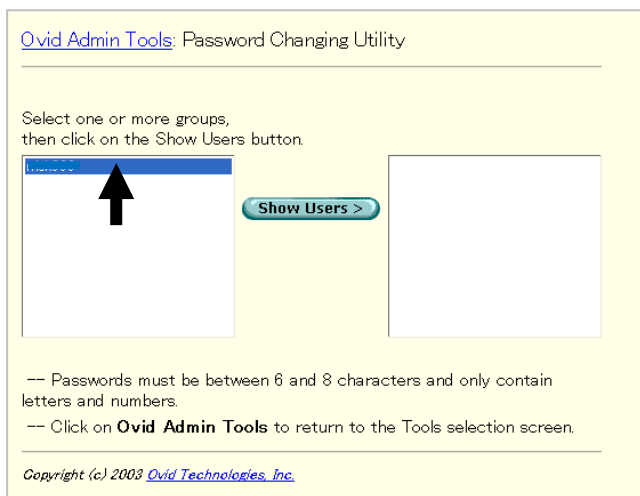 Ovid Admin Tools: Password Changing Utility
Select one or more groups,
then click on the Show Users button.
Show Users >
-- Passwords must be between 6 and 8 characters and only contain
letters and numbers.
-- Click on Ovid Admin Tools to return to the Tools selection screen.
Copyright (c) 2003 Ovid Technologies, Inc.